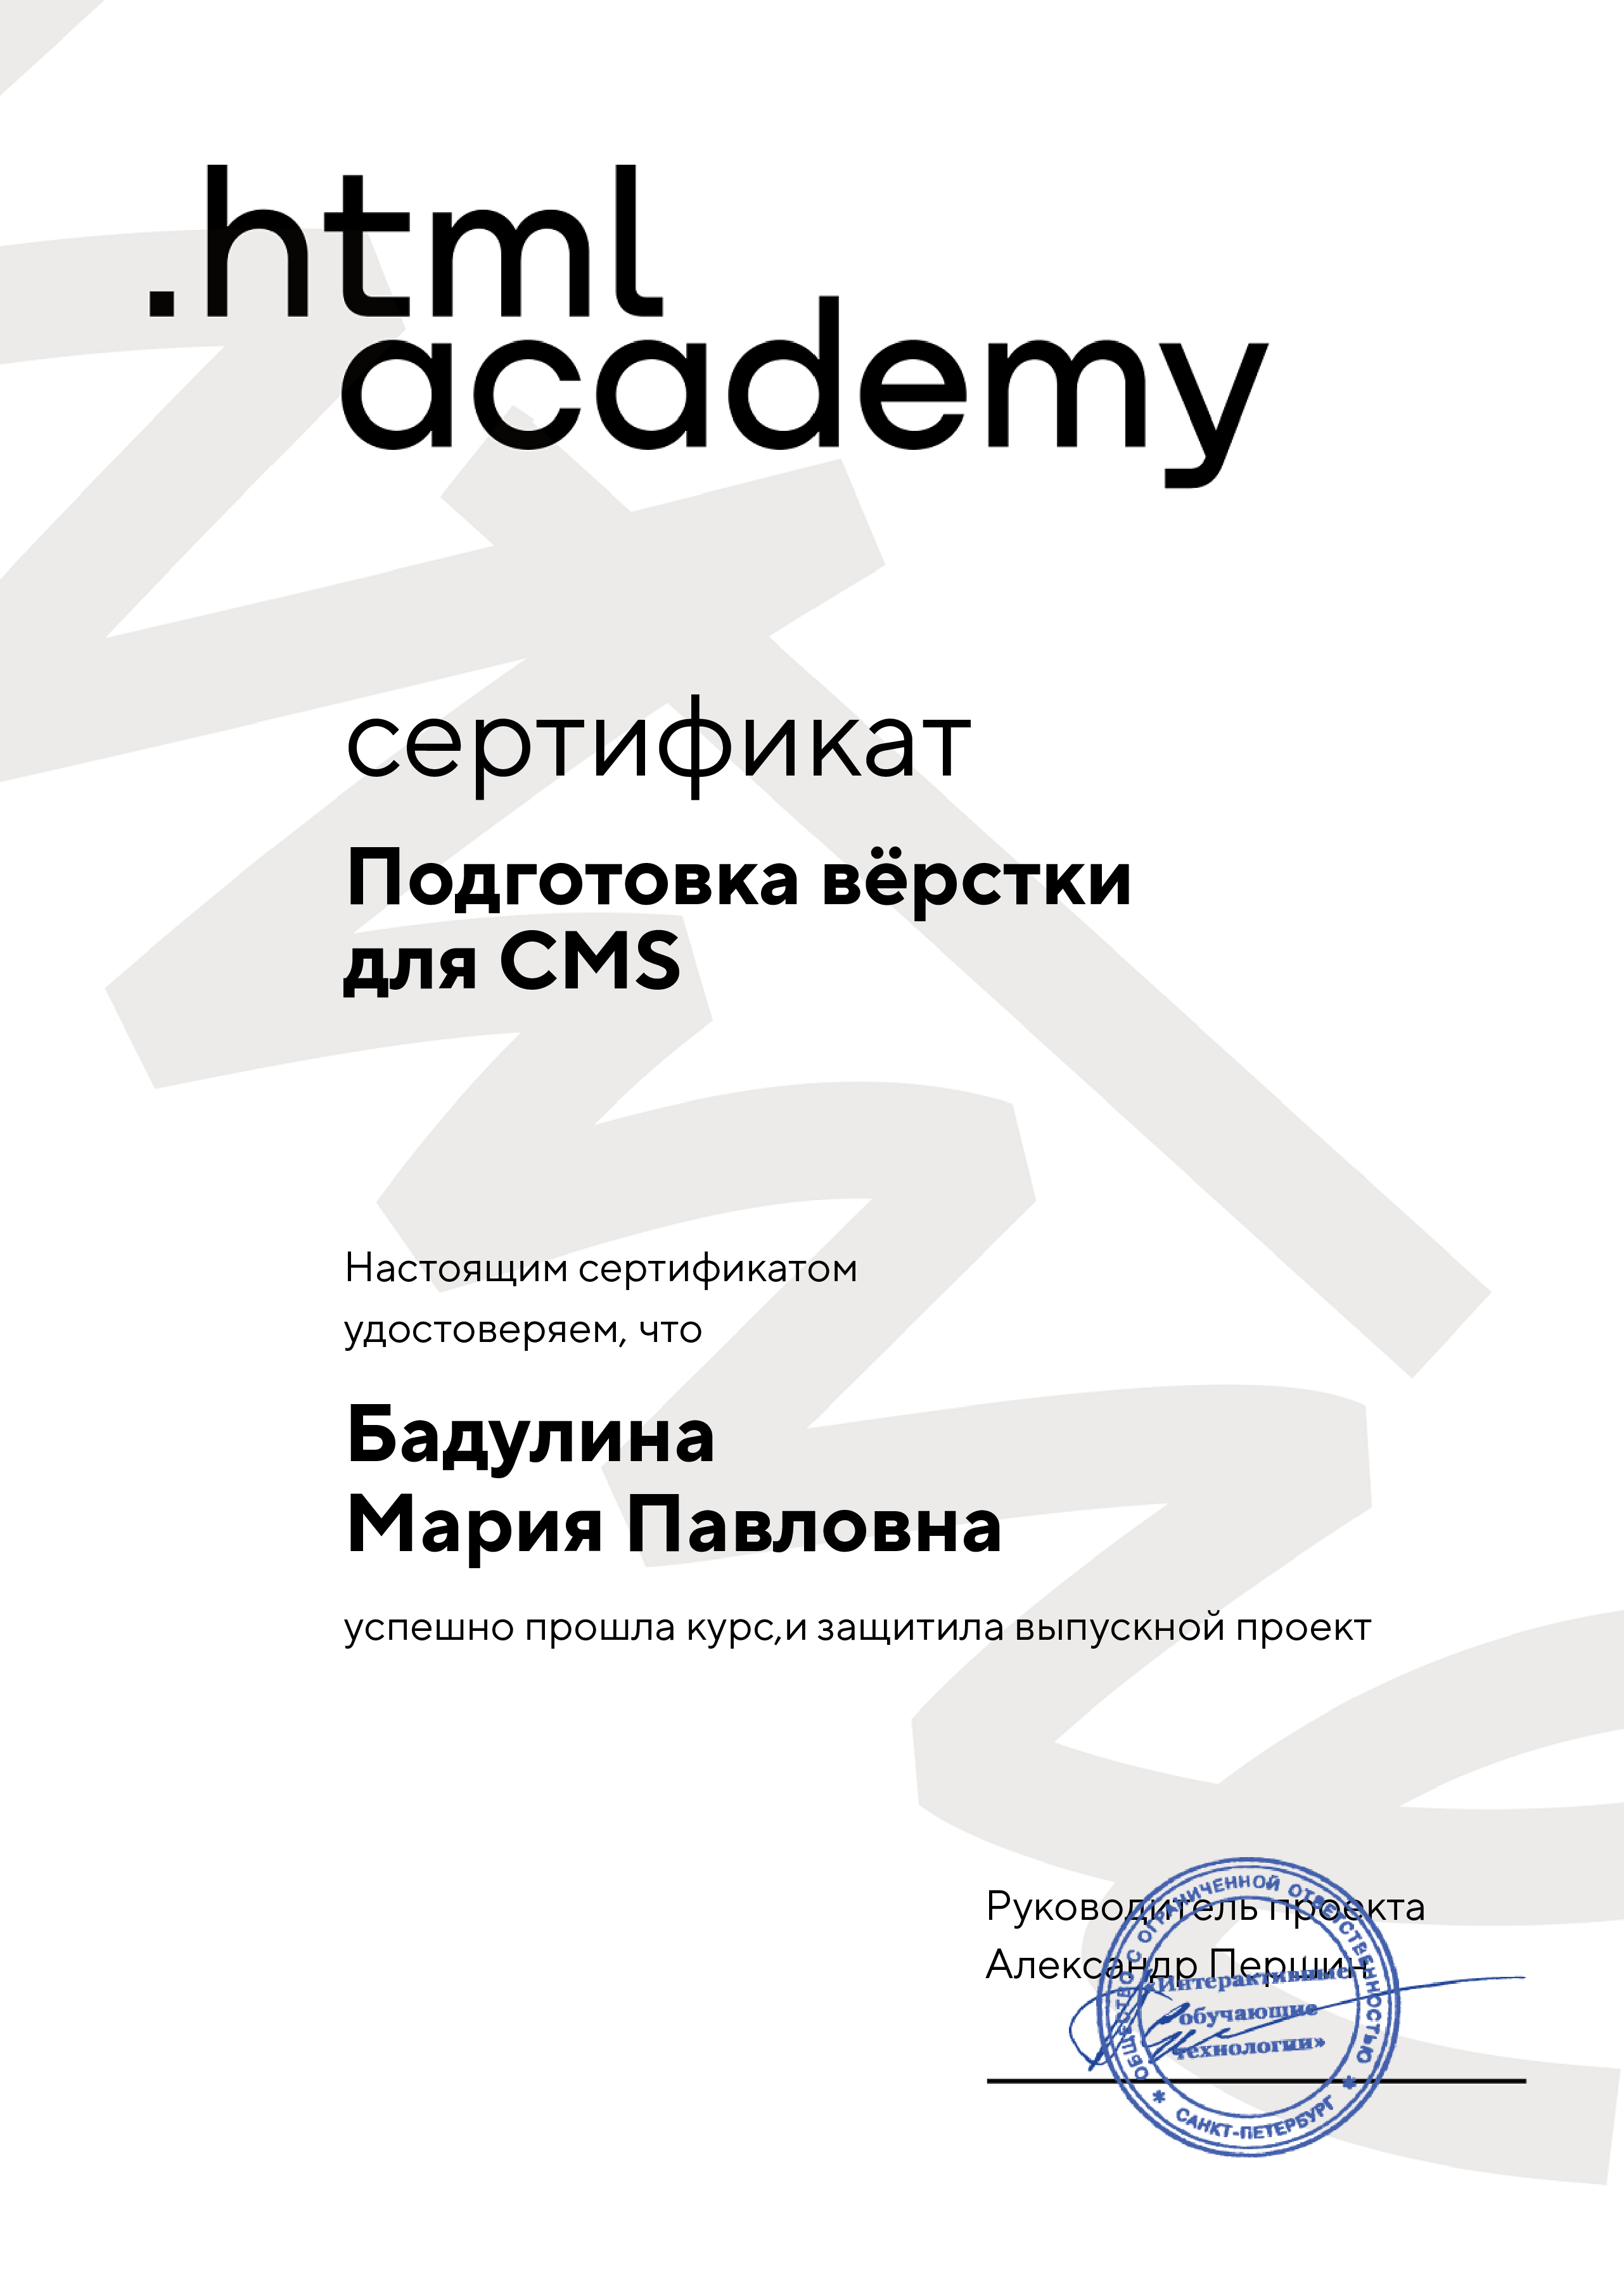 .html
academy
сертификат
Подготовка вёрстки
для CMS
Настоящим сертификатом
удостоверяем, что
Бадулина
Мария Павловна
успешно прошла курс,и защитила выпускной проект
Руководитель проекта
Александр Першин
ОБЩЕСТВО С ОГРАНИЧЕННОЙ ОТВЕТСТВЕННОСТЬЮ
«Интерактивные
обучающие
технологии»
* САНКТ-ПЕТЕРБУРГ *